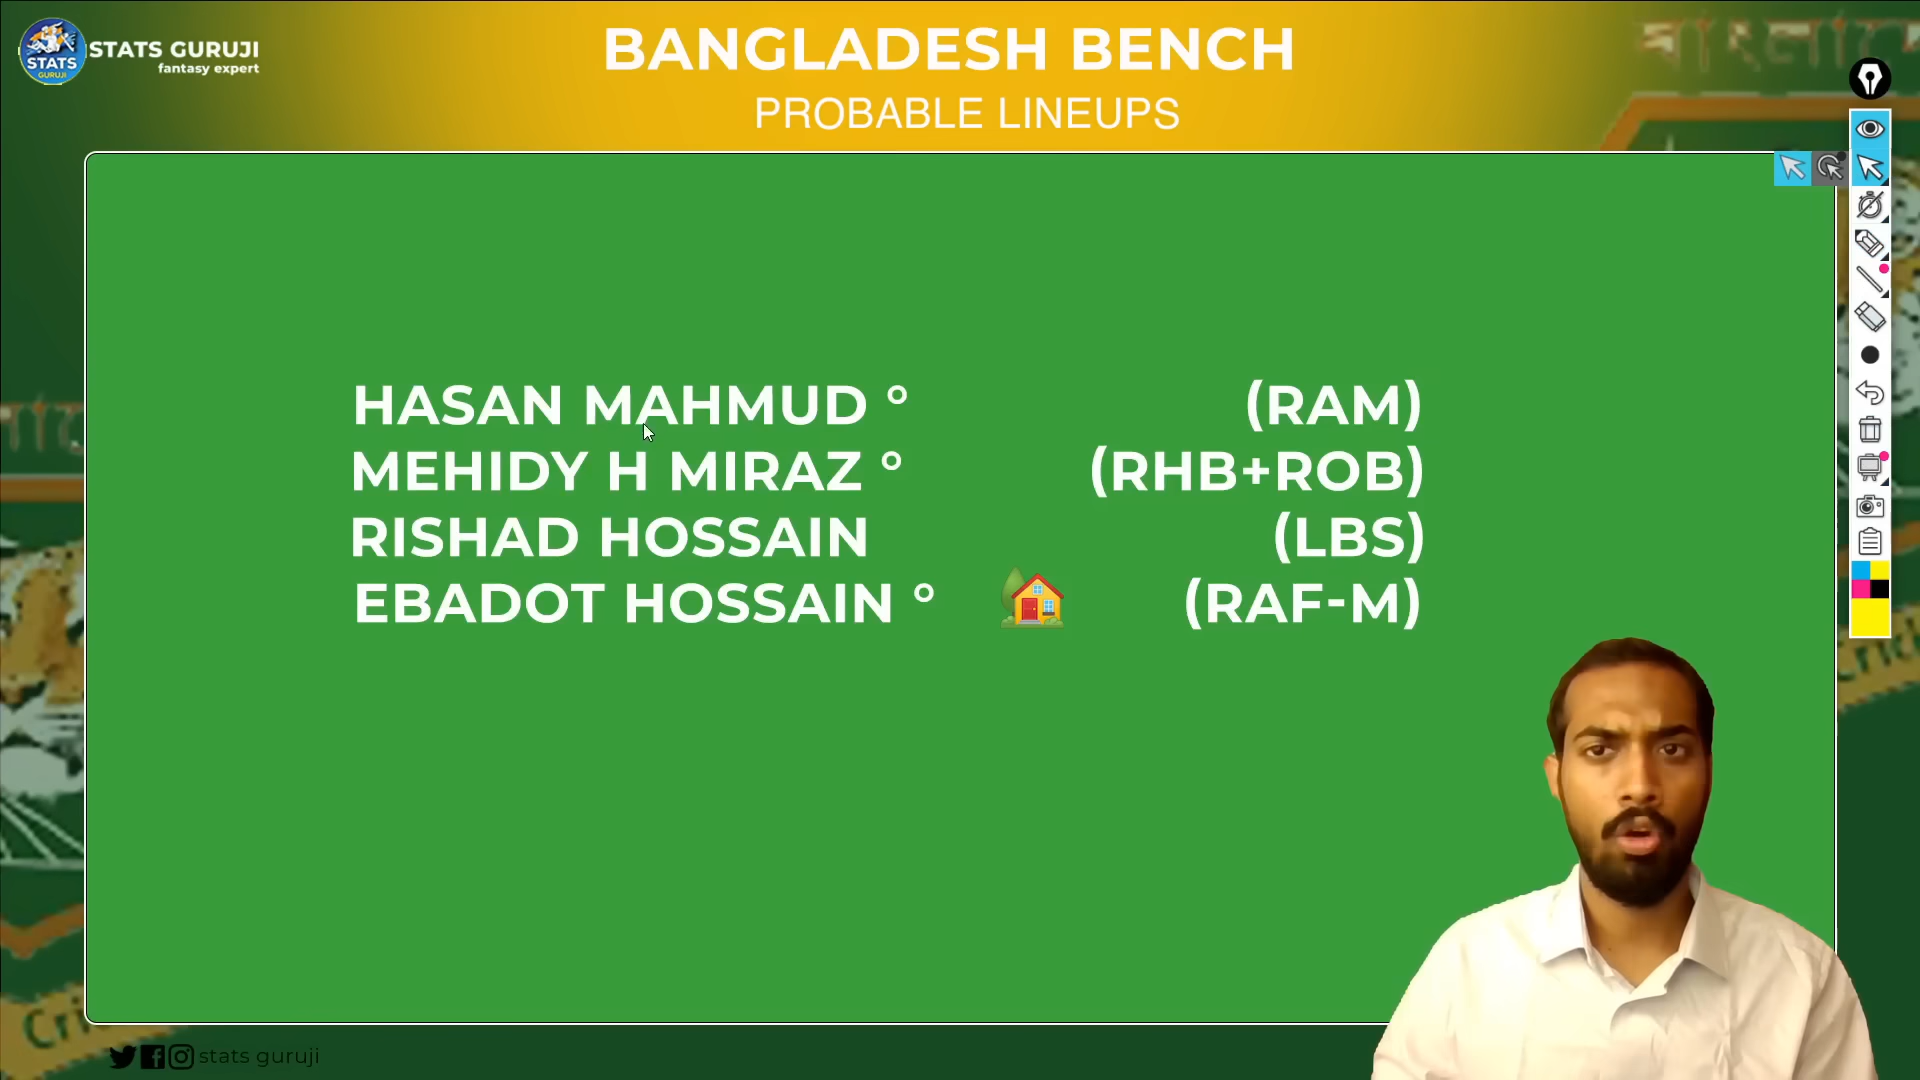 STATS GURUJI
fantasy expert
STATS
GURUJI
BANGLADESH BENCH
PROBABLE LINEUPS
HASAN MAHMUD ° (RAM)
MEHIDY H MIRAZ ° (RHB+ROB)
RISHAD HOSSAIN (LBS)
EBADOT HOSSAIN ° (RAF-M)
stats guruji